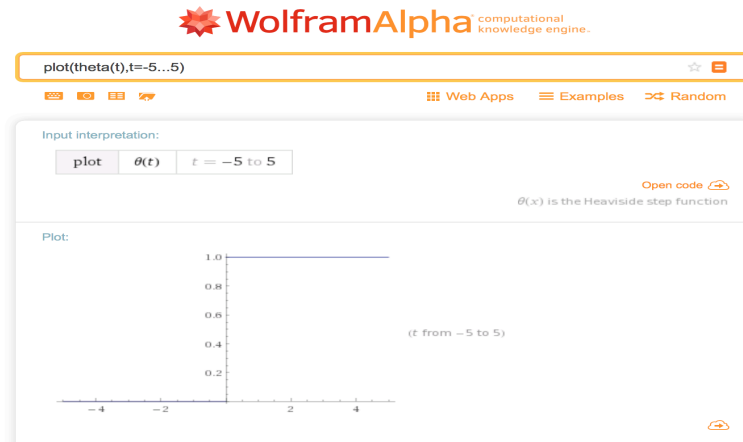 WolframAlpha computational knowledge engine.
plot(theta(t),t=-5...5)
Web Apps Examples Random
Input interpretation:
plot θ(t) t = −5 to 5
Open code
θ(x) is the Heaviside step function
Plot:
1.0
0.8
0.6
0.4
0.2
−4 −2 2 4
(t from −5 to 5)